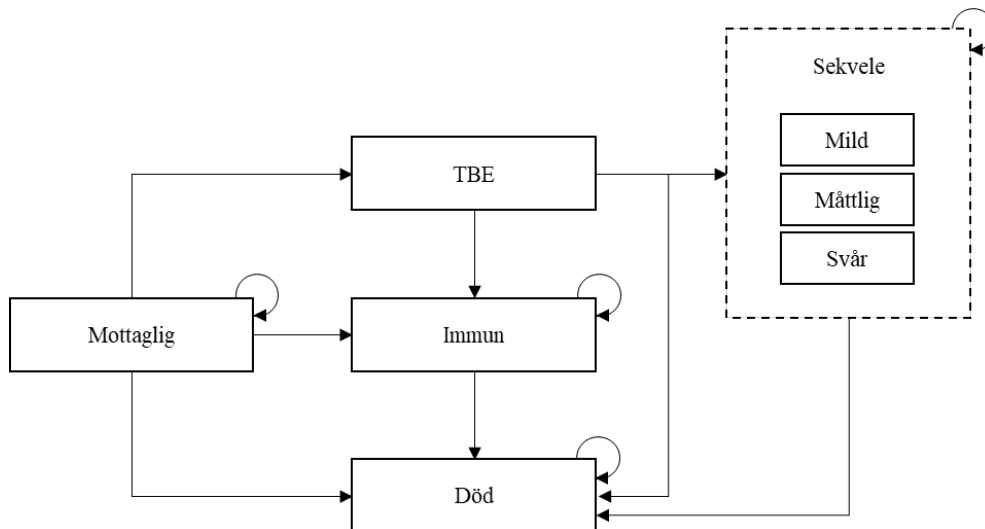 Sekvele
Mild
Måttlig
Svår
TBE
Mottaglig
Immun
Död